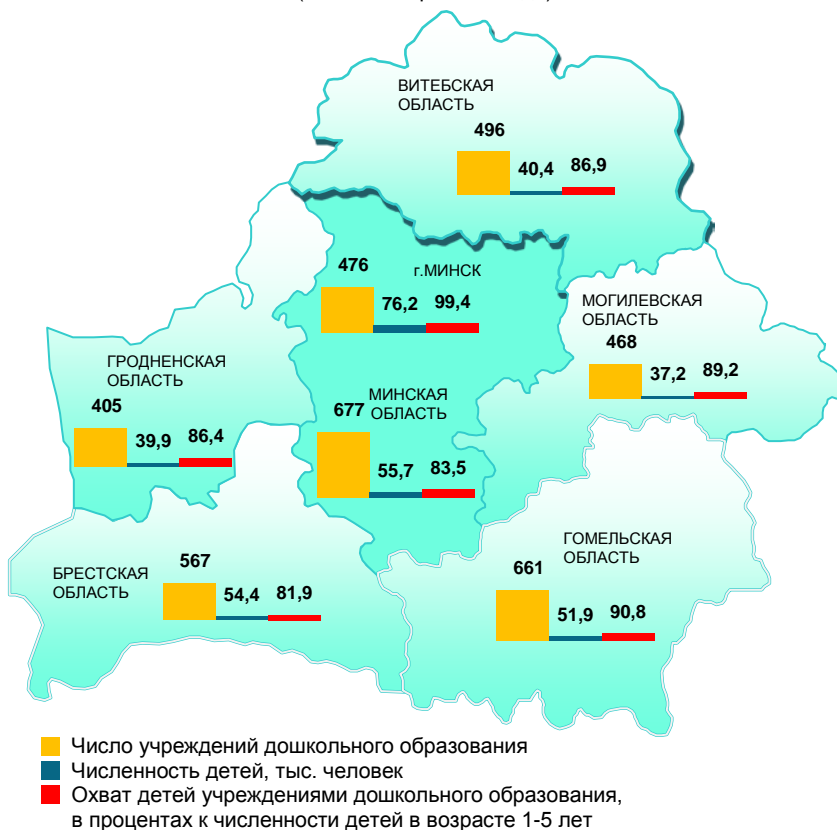 ВИТЕБСКАЯ
ОБЛАСТЬ
496
40,4
86,9
г.МИНСК
476
76,2
99,4
МОГИЛЕВСКАЯ
ОБЛАСТЬ
468
37,2
89,2
ГРОДНЕНСКАЯ
ОБЛАСТЬ
405
39,9
86,4
МИНСКАЯ
ОБЛАСТЬ
677
55,7
83,5
БРЕСТСКАЯ
ОБЛАСТЬ
567
54,4
81,9
ГОМЕЛЬСКАЯ
ОБЛАСТЬ
661
51,9
90,8
Число учреждений дошкольного образования
Численность детей, тыс. человек
Охват детей учреждениями дошкольного образования,
в процентах к численности детей в возрасте 1-5 лет